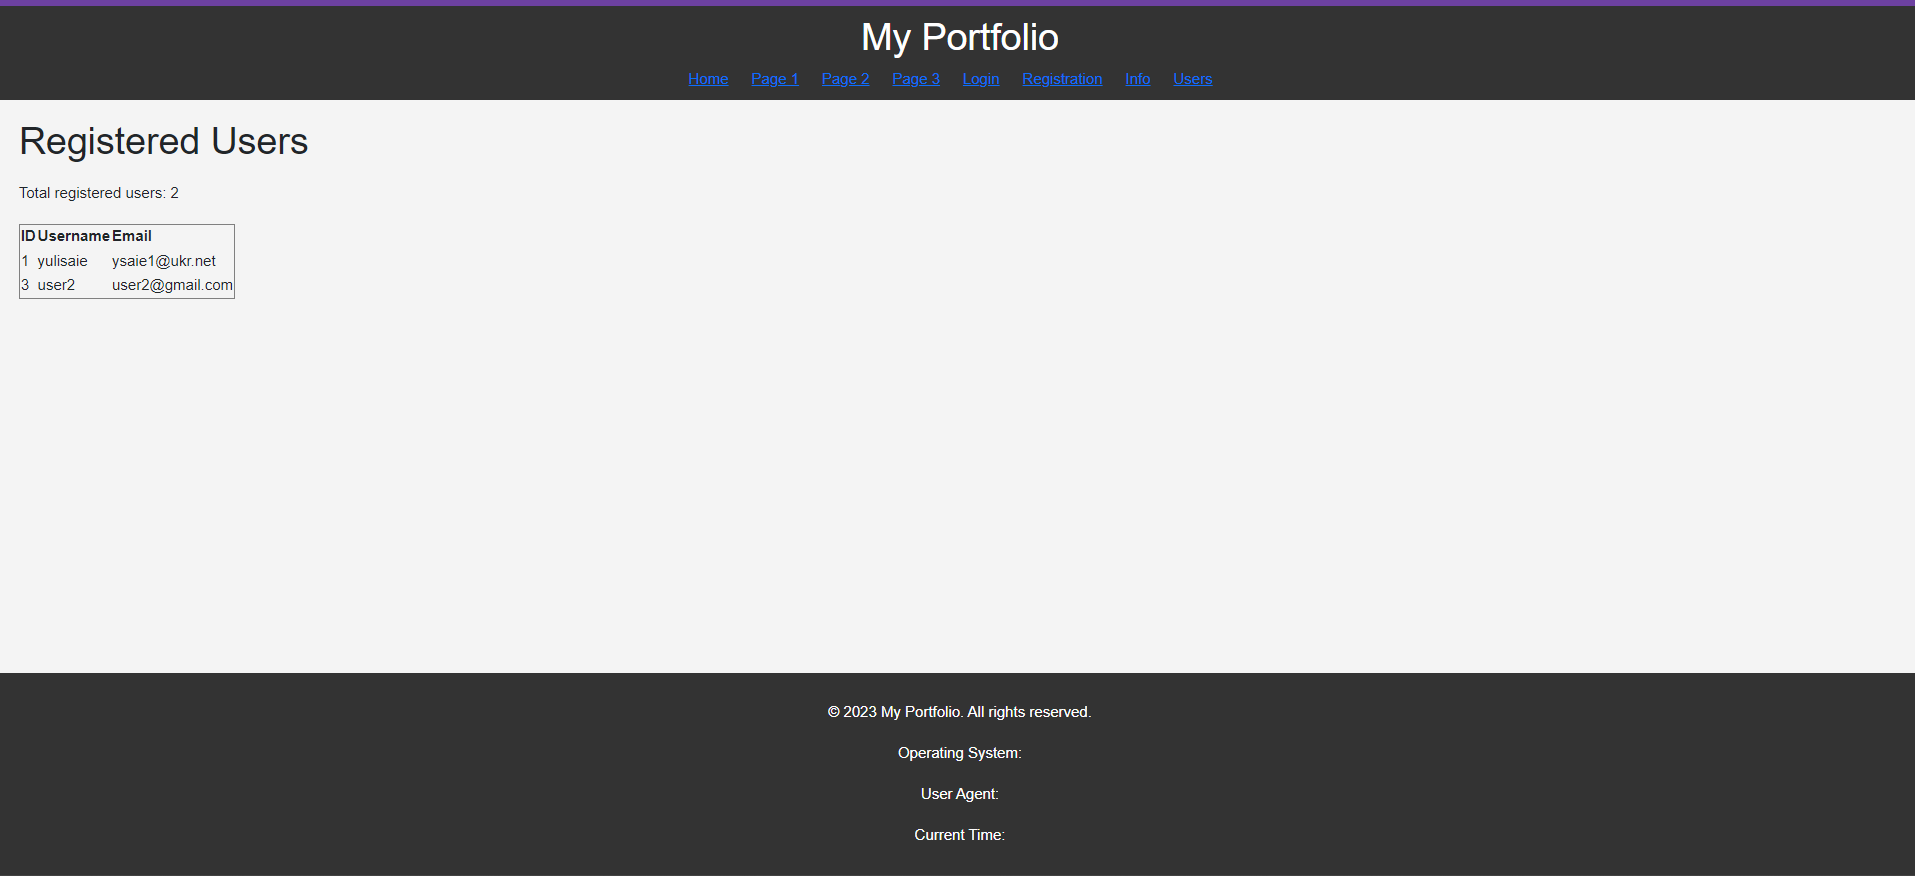 My Portfolio
Home Page 1 Page 2 Page 3 Login Registration Info Users
Registered Users
Total registered users: 2
ID Username Email
1 yulisaie ysaie1@ukr.net
3 user2 user2@gmail.com
© 2023 My Portfolio. All rights reserved.
Operating System:
User Agent:
Current Time: